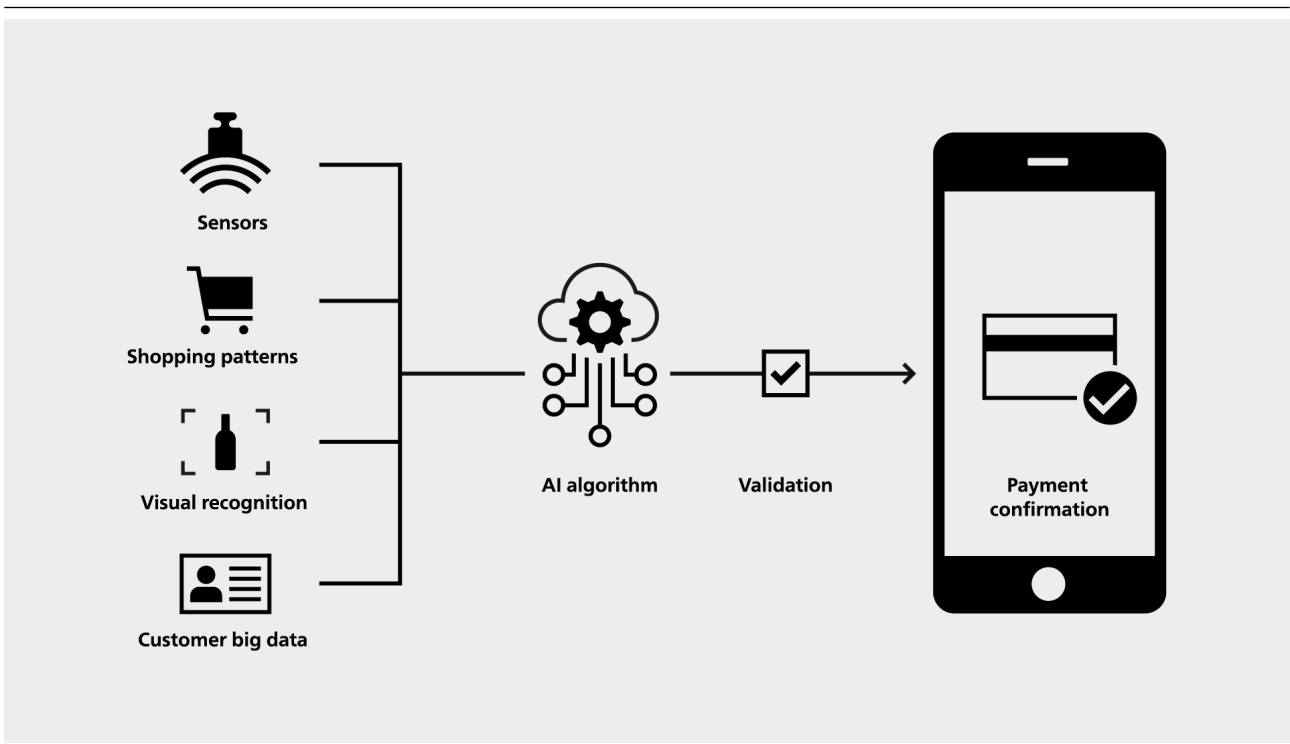 Sensors
Shopping patterns
Visual recognition
Customer big data
AI algorithm
Validation
Payment
confirmation